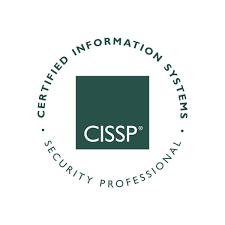 • CERTIFIED INFORMATION SYSTEMS •
CISSP®
SECURITY PROFESSIONAL